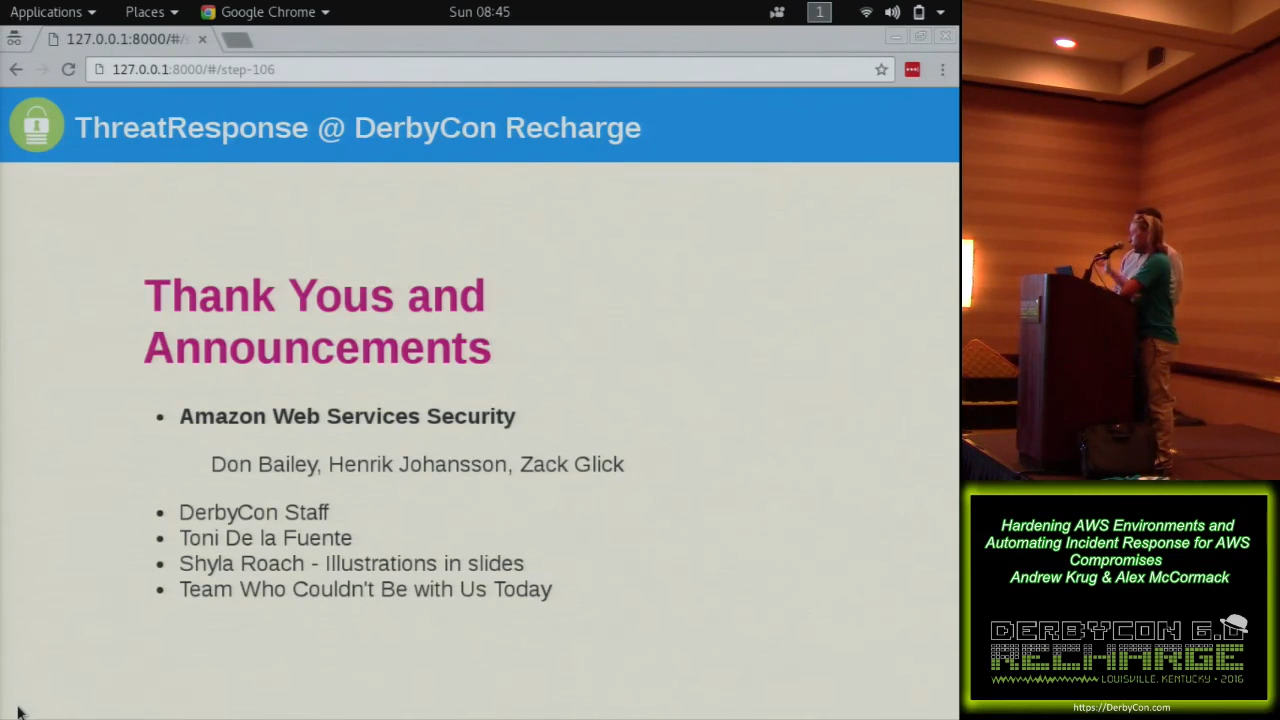 Applications
Places
Google Chrome
Sun 08:45
1
127.0.0.1:8000/#/s
127.0.0.1:8000/#/step-106
ThreatResponse @ DerbyCon Recharge
Thank Yous and
Announcements
Amazon Web Services Security
Don Bailey, Henrik Johansson, Zack Glick
DerbyCon Staff
Toni De la Fuente
Shyla Roach - Illustrations in slides
Team Who Couldn't Be with Us Today
Hardening AWS Environments and
Automating Incident Response for AWS
Compromises
Andrew Krug & Alex McCormack
DERBYCON 6.0
RECHARGE
LOUISVILLE, KENTUCKY • 2016
https://DerbyCon.com